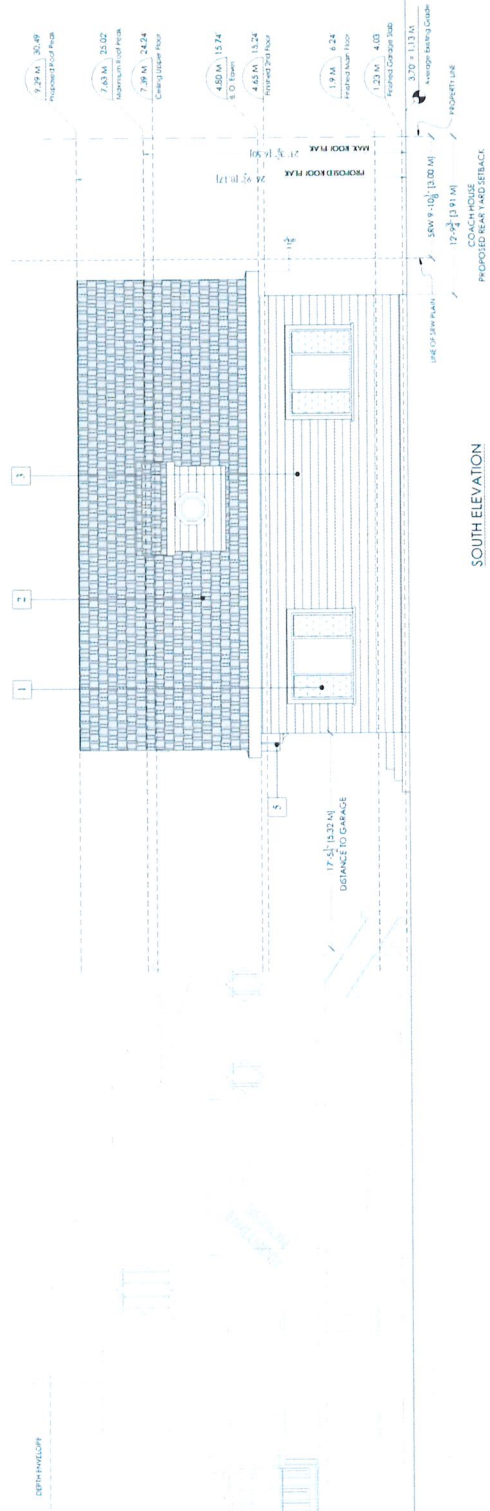 DEPTH ENVELOPE
1
2
3
5
9.29 M 30.49
Proposed Roof Peak
7.63 M 25.02
Maximum Roof Peak
7.39 M 24.24
Ceiling Upper Floor
4.80 M 15.74
U. O. Eaves
4.65 M 15.24
Finished 2nd Floor
1.9 M 6.24
Finished Main Floor
1.23 M 4.03
Finished Garage Slab
3.70' = 1.13 M
Average Existing Grade
MAX ROOF PEAK
PROPOSED ROOF PEAK
17'-5½" [5.32 M]
DISTANCE TO GARAGE
LINE OF SRW PLAIN
PROPERTY LINE
SRW 9'-10⅛" [3.00 M]
12'-9¾" [3.91 M]
COACH HOUSE
PROPOSED REAR YARD SETBACK
SOUTH ELEVATION